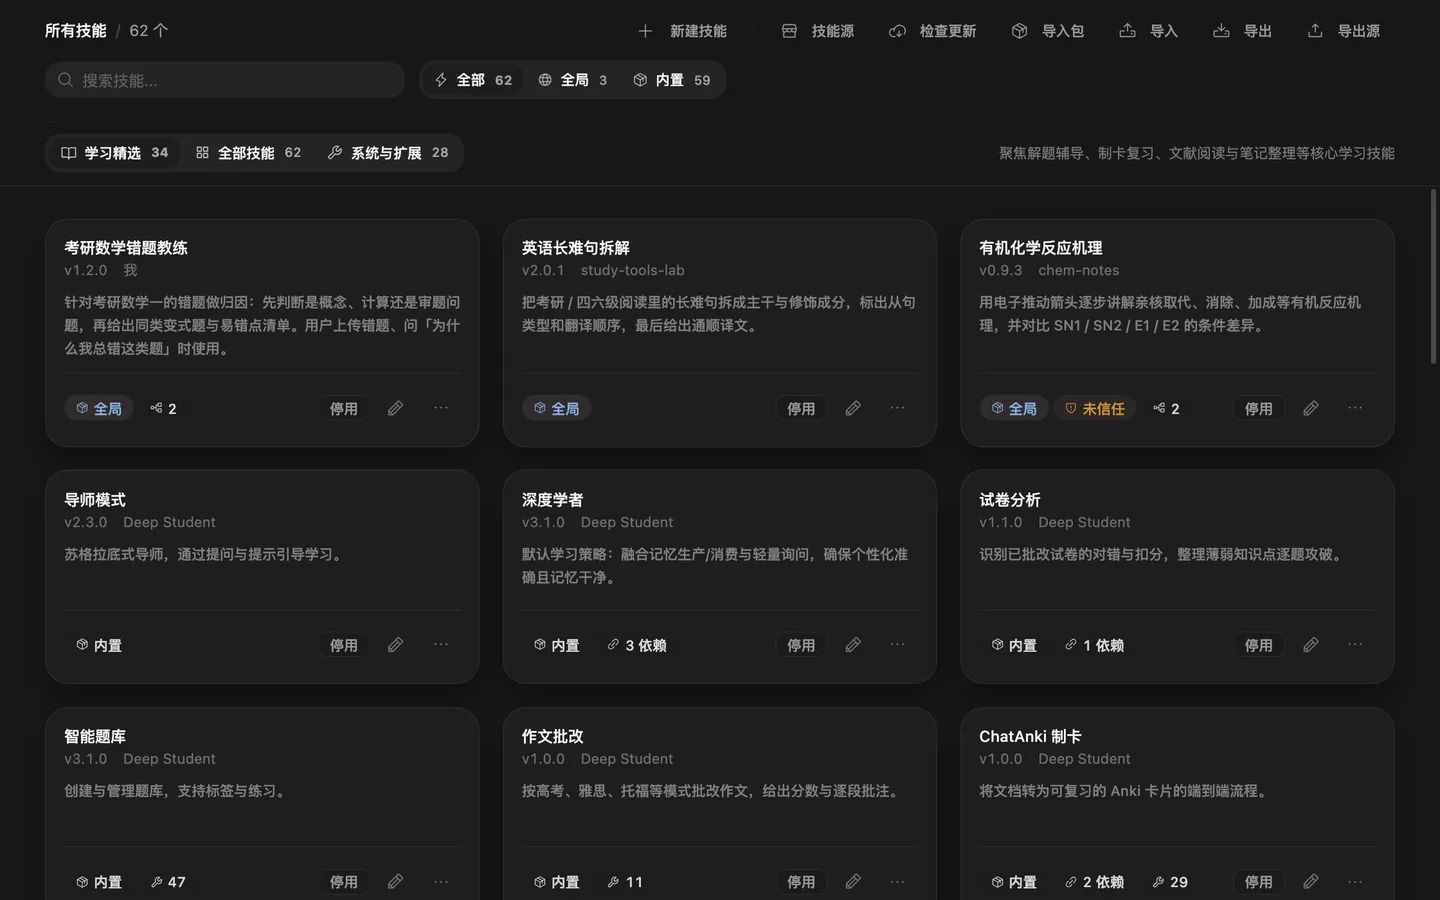 所有技能 / 62 个
新建技能
技能源
检查更新
导入包
导入
导出
导出源
搜索技能...
全部 62
全局 3
内置 59
学习精选 34
全部技能 62
系统与扩展 28
聚焦解题辅导、制卡复习、文献阅读与笔记整理等核心学习技能
考研数学错题教练
v1.2.0 我
针对考研数学一的错题做归因：先判断是概念、计算还是审题问
题，再给出同类变式题与易错点清单。用户上传错题、问「为什
么我总错这类题」时使用。
全局 2 停用 ...
英语长难句拆解
v2.0.1 study-tools-lab
把考研 / 四六级阅读里的长难句拆成主干与修饰成分，标出从句
类型和翻译顺序，最后给出通顺译文。
全局 停用 ...
有机化学反应机理
v0.9.3 chem-notes
用电子推动箭头逐步讲解亲核取代、消除、加成等有机反应机
理，并对比 SN1 / SN2 / E1 / E2 的条件差异。
全局 未信任 2 停用 ...
导师模式
v2.3.0 Deep Student
苏格拉底式导师，通过提问与提示引导学习。
内置 停用 ...
深度学者
v3.1.0 Deep Student
默认学习策略：融合记忆生产/消费与轻量询问，确保个性化准
确且记忆干净。
内置 3 依赖 停用 ...
试卷分析
v1.1.0 Deep Student
识别已批改试卷的对错与扣分，整理薄弱知识点逐题攻破。
内置 1 依赖 停用 ...
智能题库
v3.1.0 Deep Student
创建与管理题库，支持标签与练习。
内置 47 停用 ...
作文批改
v1.0.0 Deep Student
按高考、雅思、托福等模式批改作文，给出分数与逐段批注。
内置 11 停用 ...
ChatAnki 制卡
v1.0.0 Deep Student
将文档转为可复习的 Anki 卡片的端到端流程。
内置 2 依赖 29 停用 ...